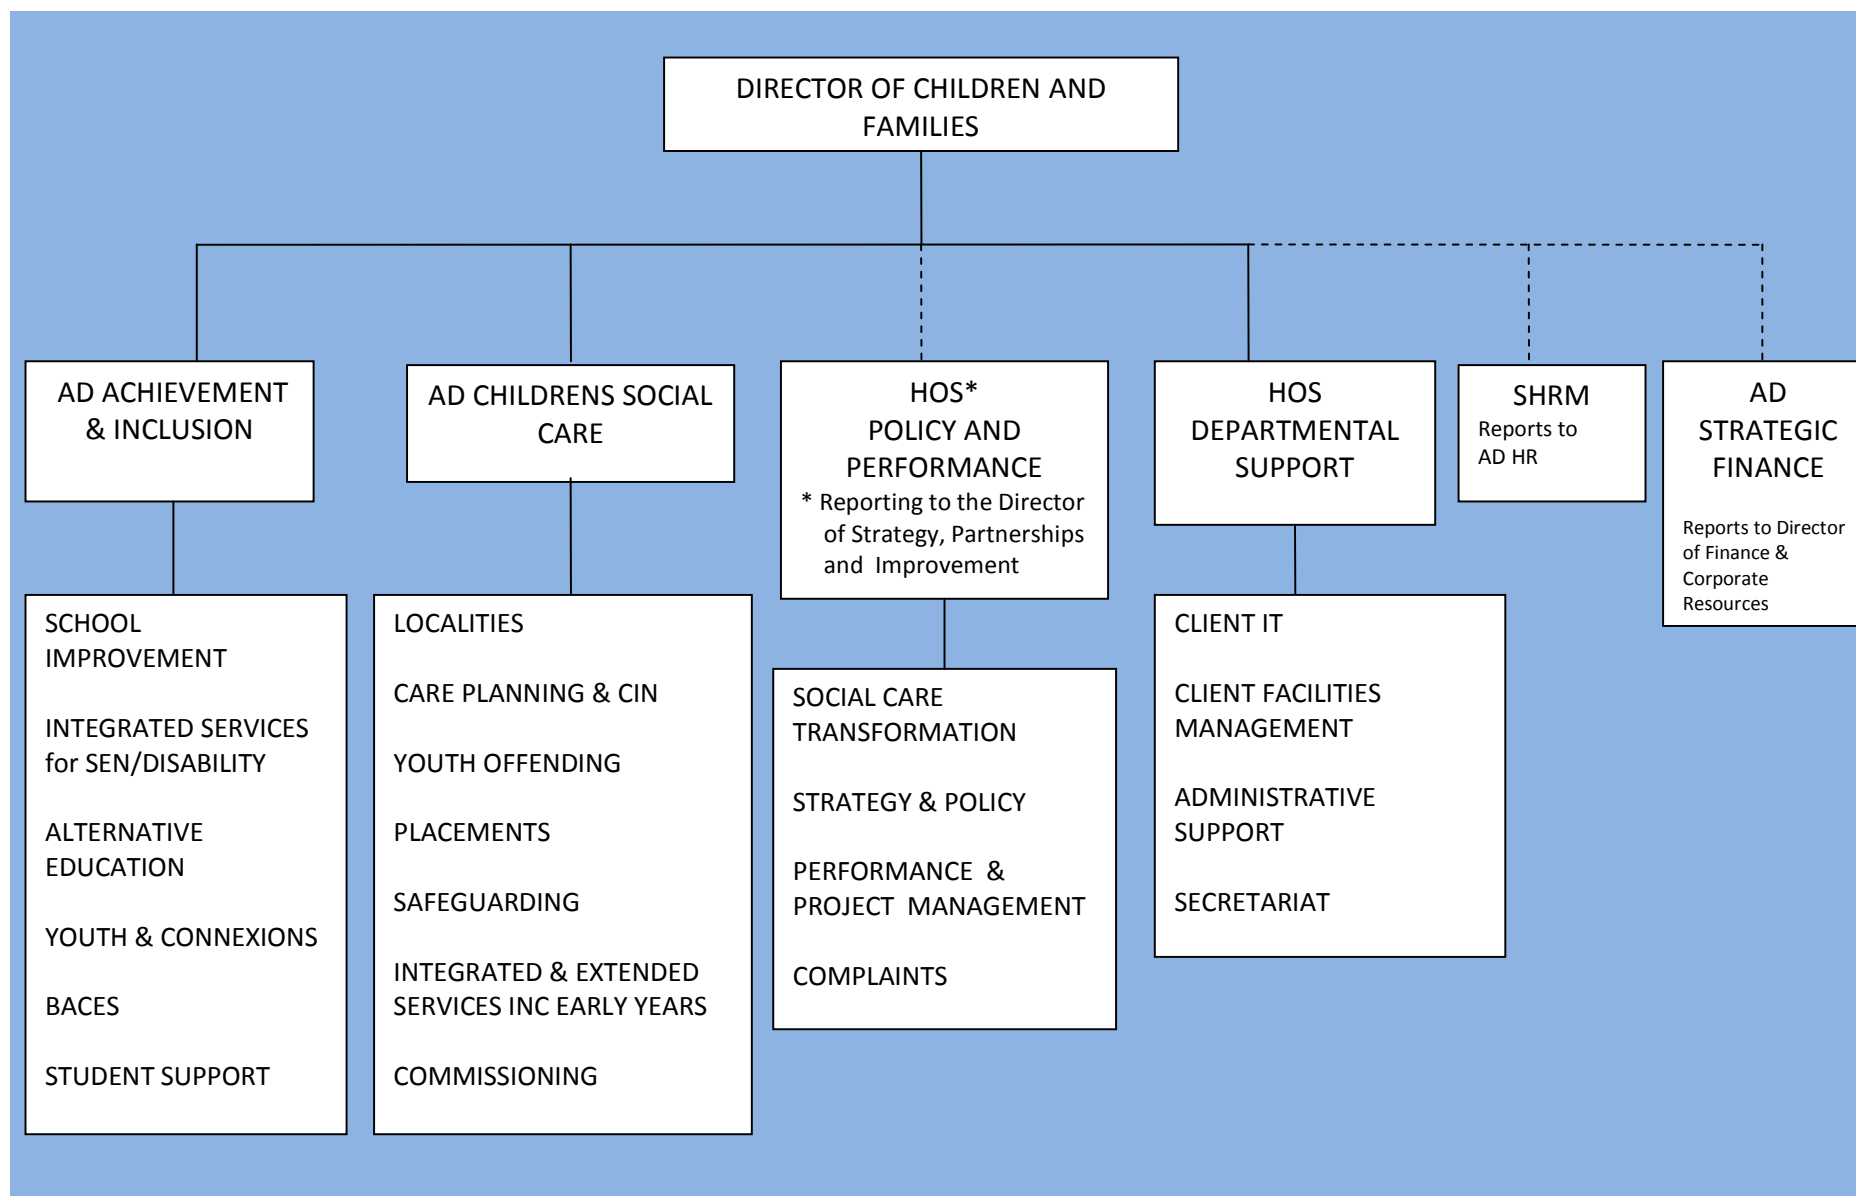 DIRECTOR OF CHILDREN AND
FAMILIES
AD ACHIEVEMENT
& INCLUSION
AD CHILDRENS SOCIAL
CARE
HOS*
POLICY AND
PERFORMANCE
* Reporting to the Director
of Strategy, Partnerships
and Improvement
HOS
DEPARTMENTAL
SUPPORT
SHRM
Reports to
AD HR
AD
STRATEGIC
FINANCE
Reports to Director
of Finance &
Corporate
Resources
SCHOOL
IMPROVEMENT
INTEGRATED SERVICES
for SEN/DISABILITY
ALTERNATIVE
EDUCATION
YOUTH & CONNEXIONS
BACES
STUDENT SUPPORT
LOCALITIES
CARE PLANNING & CIN
YOUTH OFFENDING
PLACEMENTS
SAFEGUARDING
INTEGRATED & EXTENDED
SERVICES INC EARLY YEARS
COMMISSIONING
SOCIAL CARE
TRANSFORMATION
STRATEGY & POLICY
PERFORMANCE &
PROJECT MANAGEMENT
COMPLAINTS
CLIENT IT
CLIENT FACILITIES
MANAGEMENT
ADMINISTRATIVE
SUPPORT
SECRETARIAT